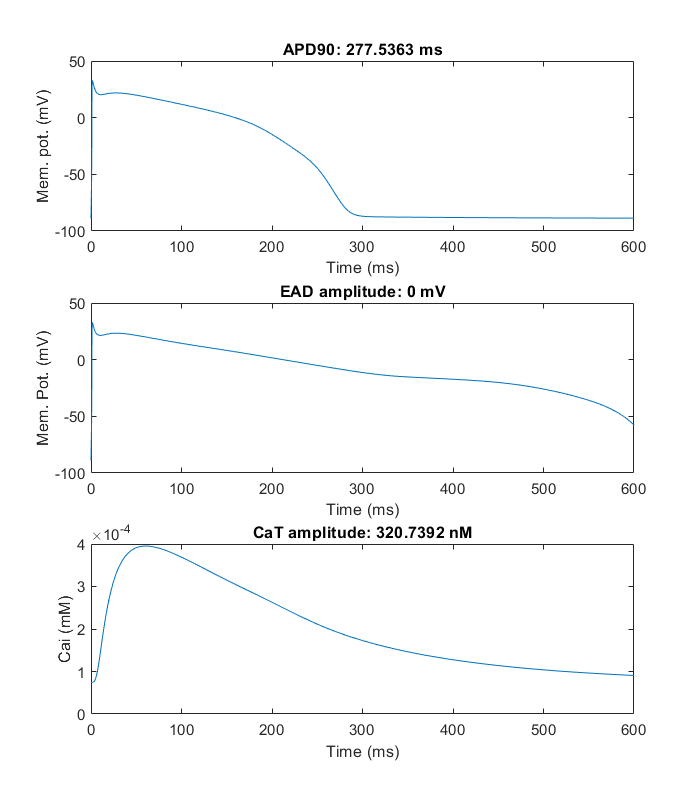 APD90: 277.5363 ms
50
0
-50
-100
Mem. pot. (mV)
0 100 200 300 400 500 600
Time (ms)
EAD amplitude: 0 mV
50
0
-50
-100
Mem. Pot. (mV)
0 100 200 300 400 500 600
Time (ms)
CaT amplitude: 320.7392 nM
×10-4
4
3
2
1
0
Cai (mM)
0 100 200 300 400 500 600
Time (ms)